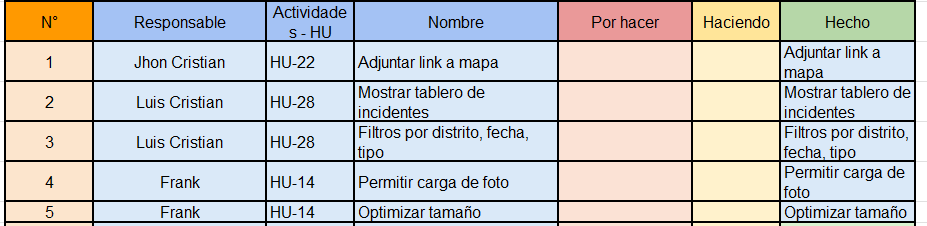 N° Responsable Actividade s - HU Nombre Por hacer Haciendo Hecho
1 Jhon Cristian HU-22 Adjuntar link a mapa Adjuntar link a mapa
2 Luis Cristian HU-28 Mostrar tablero de incidentes Mostrar tablero de incidentes
3 Luis Cristian HU-28 Filtros por distrito, fecha, tipo Filtros por distrito, fecha, tipo
4 Frank HU-14 Permitir carga de foto Permitir carga de foto
5 Frank HU-14 Optimizar tamaño Optimizar tamaño